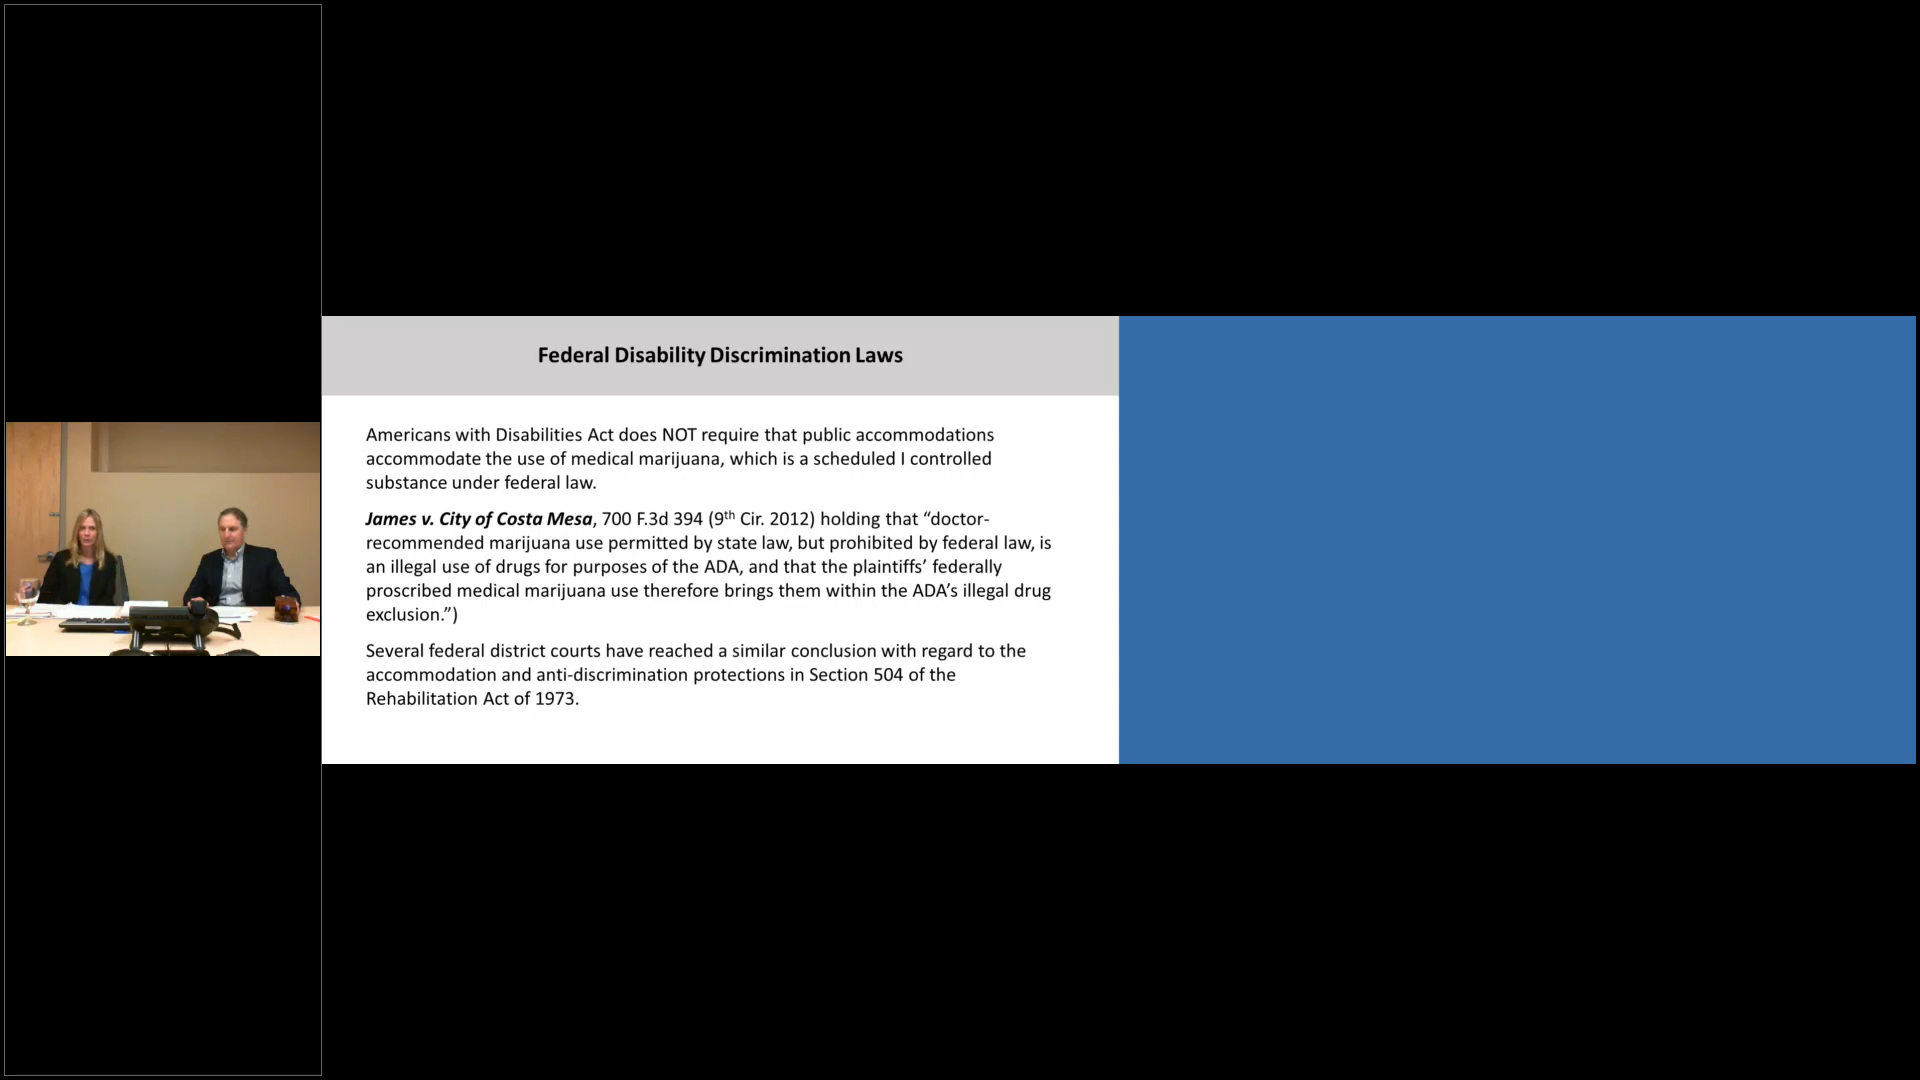 Federal Disability Discrimination Laws
Americans with Disabilities Act does NOT require that public accommodations
accommodate the use of medical marijuana, which is a scheduled I controlled
substance under federal law.
James v. City of Costa Mesa, 700 F.3d 394 (9th Cir. 2012) holding that “doctor-
recommended marijuana use permitted by state law, but prohibited by federal law, is
an illegal use of drugs for purposes of the ADA, and that the plaintiffs’ federally
proscribed medical marijuana use therefore brings them within the ADA’s illegal drug
exclusion.”)
Several federal district courts have reached a similar conclusion with regard to the
accommodation and anti-discrimination protections in Section 504 of the
Rehabilitation Act of 1973.